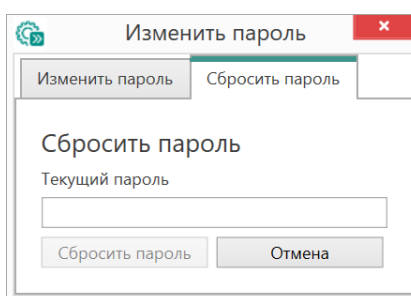 Изменить пароль
Изменить пароль Сбросить пароль
Сбросить пароль
Текущий пароль
Сбросить пароль Отмена